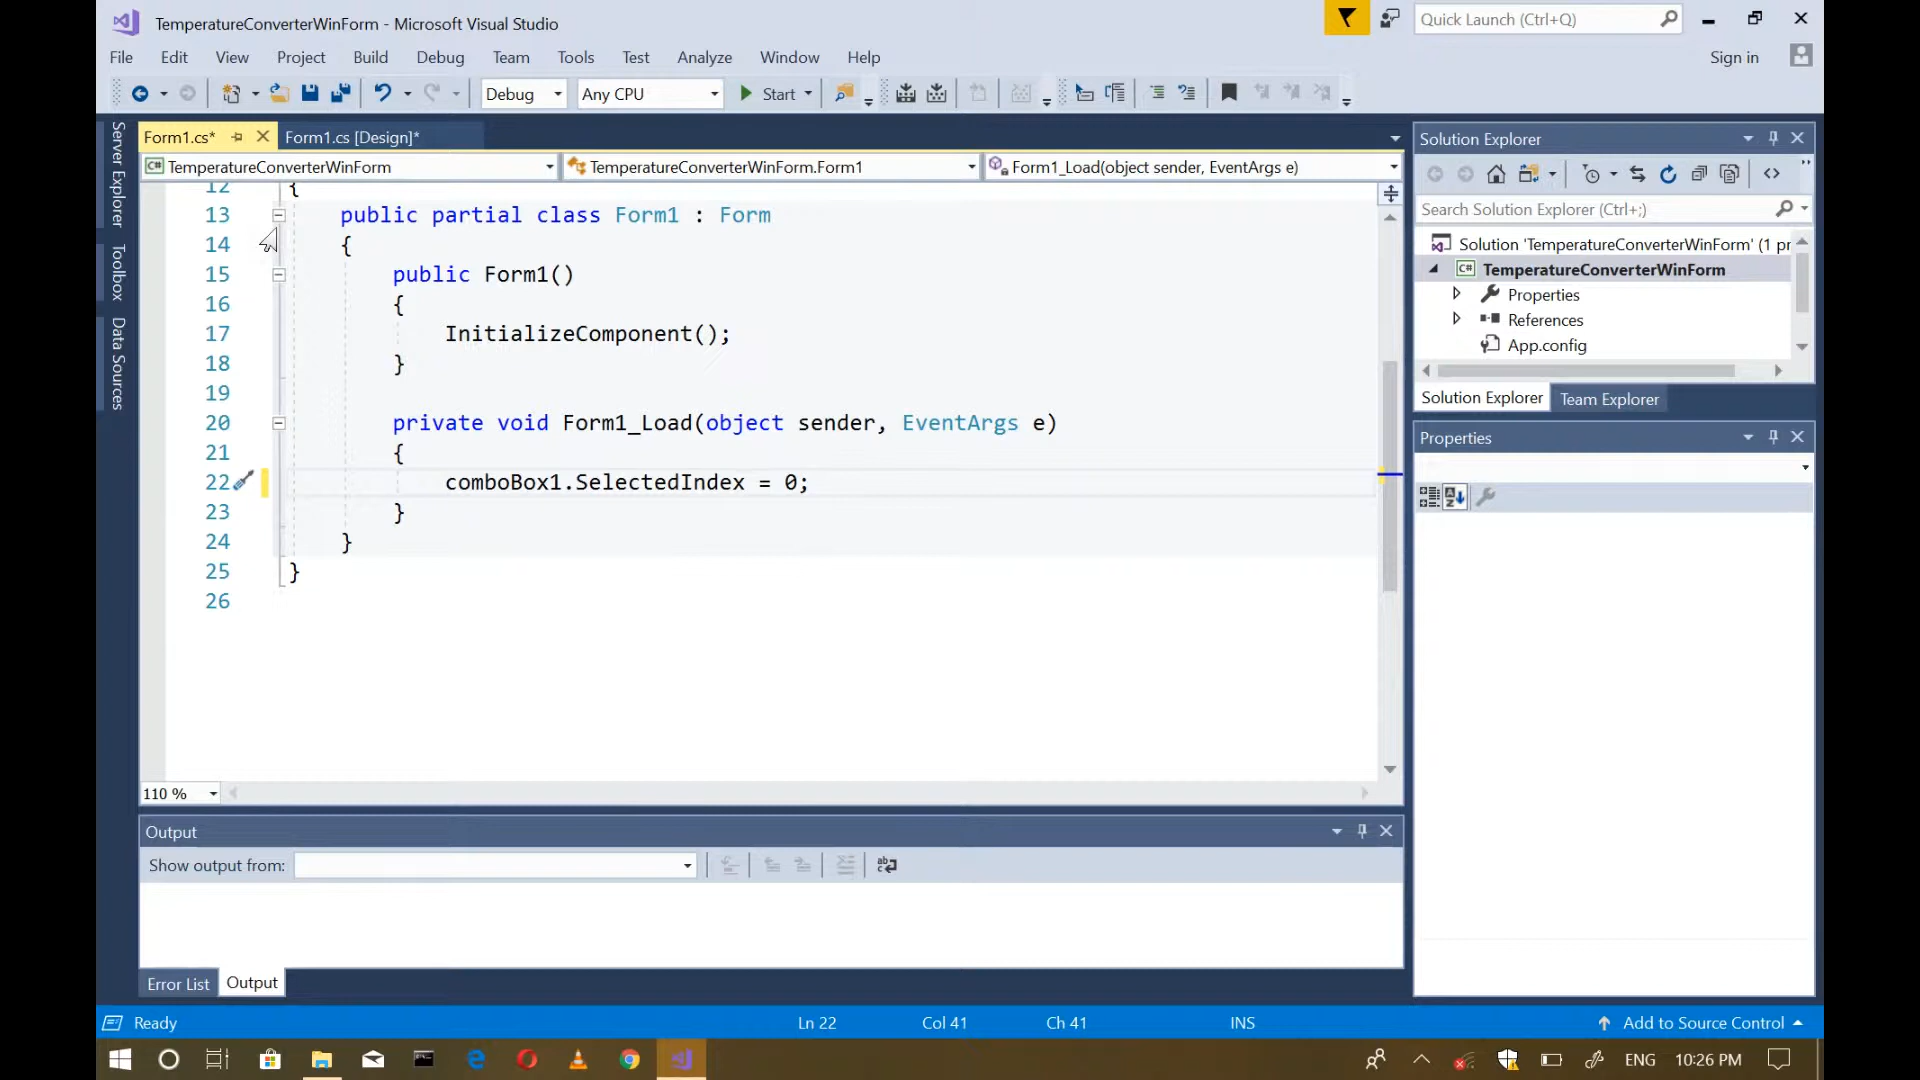 TemperatureConverterWinForm - Microsoft Visual Studio
Quick Launch (Ctrl+Q)
File Edit View Project Build Debug Team Tools Test Analyze Window Help
Sign in
Debug Any CPU Start
Form1.cs* Form1.cs [Design]*
TemperatureConverterWinForm TemperatureConverterWinForm.Form1 Form1_Load(object sender, EventArgs e)
Server Explorer
Toolbox
Data Sources
12 {
13 public partial class Form1 : Form
14 {
15 public Form1()
16 {
17 InitializeComponent();
18 }
19
20 private void Form1_Load(object sender, EventArgs e)
21 {
22 comboBox1.SelectedIndex = 0;
23 }
24 }
25 }
26
110 %
Solution Explorer
Search Solution Explorer (Ctrl+;)
Solution 'TemperatureConverterWinForm' (1 pr
C# TemperatureConverterWinForm
Properties
References
App.config
Solution Explorer Team Explorer
Properties
Output
Show output from:
Error List Output
Ready Ln 22 Col 41 Ch 41 INS Add to Source Control
ENG 10:26 PM